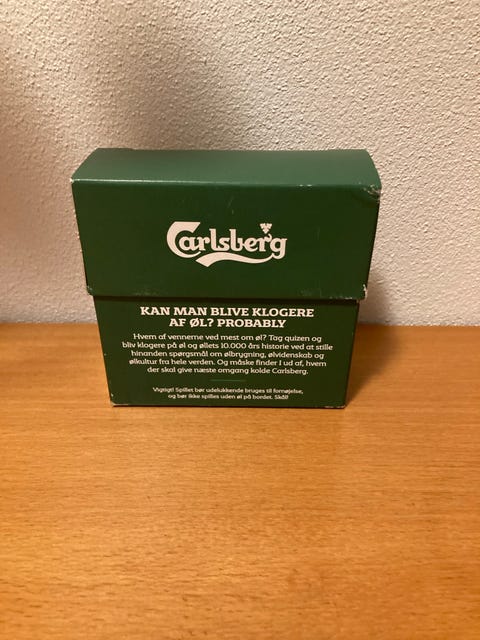 Carlsberg
KAN MAN BLIVE KLOGERE
AF ØL? PROBABLY
Hvem af vennerne ved mest om øl? Tag quizen og
bliv klogere på øl og øllets 10.000 års historie ved at stille
hinanden spørgsmål om ølbrygning, ølvidenskab og
ølkultur fra hele verden. Og måske finder I ud af, hvem
der skal give næste omgang kolde Carlsberg.
Vigtigt! Spillet bør udelukkende bruges til fornøjelse,
og bør ikke spilles uden øl på bordet. Skål!